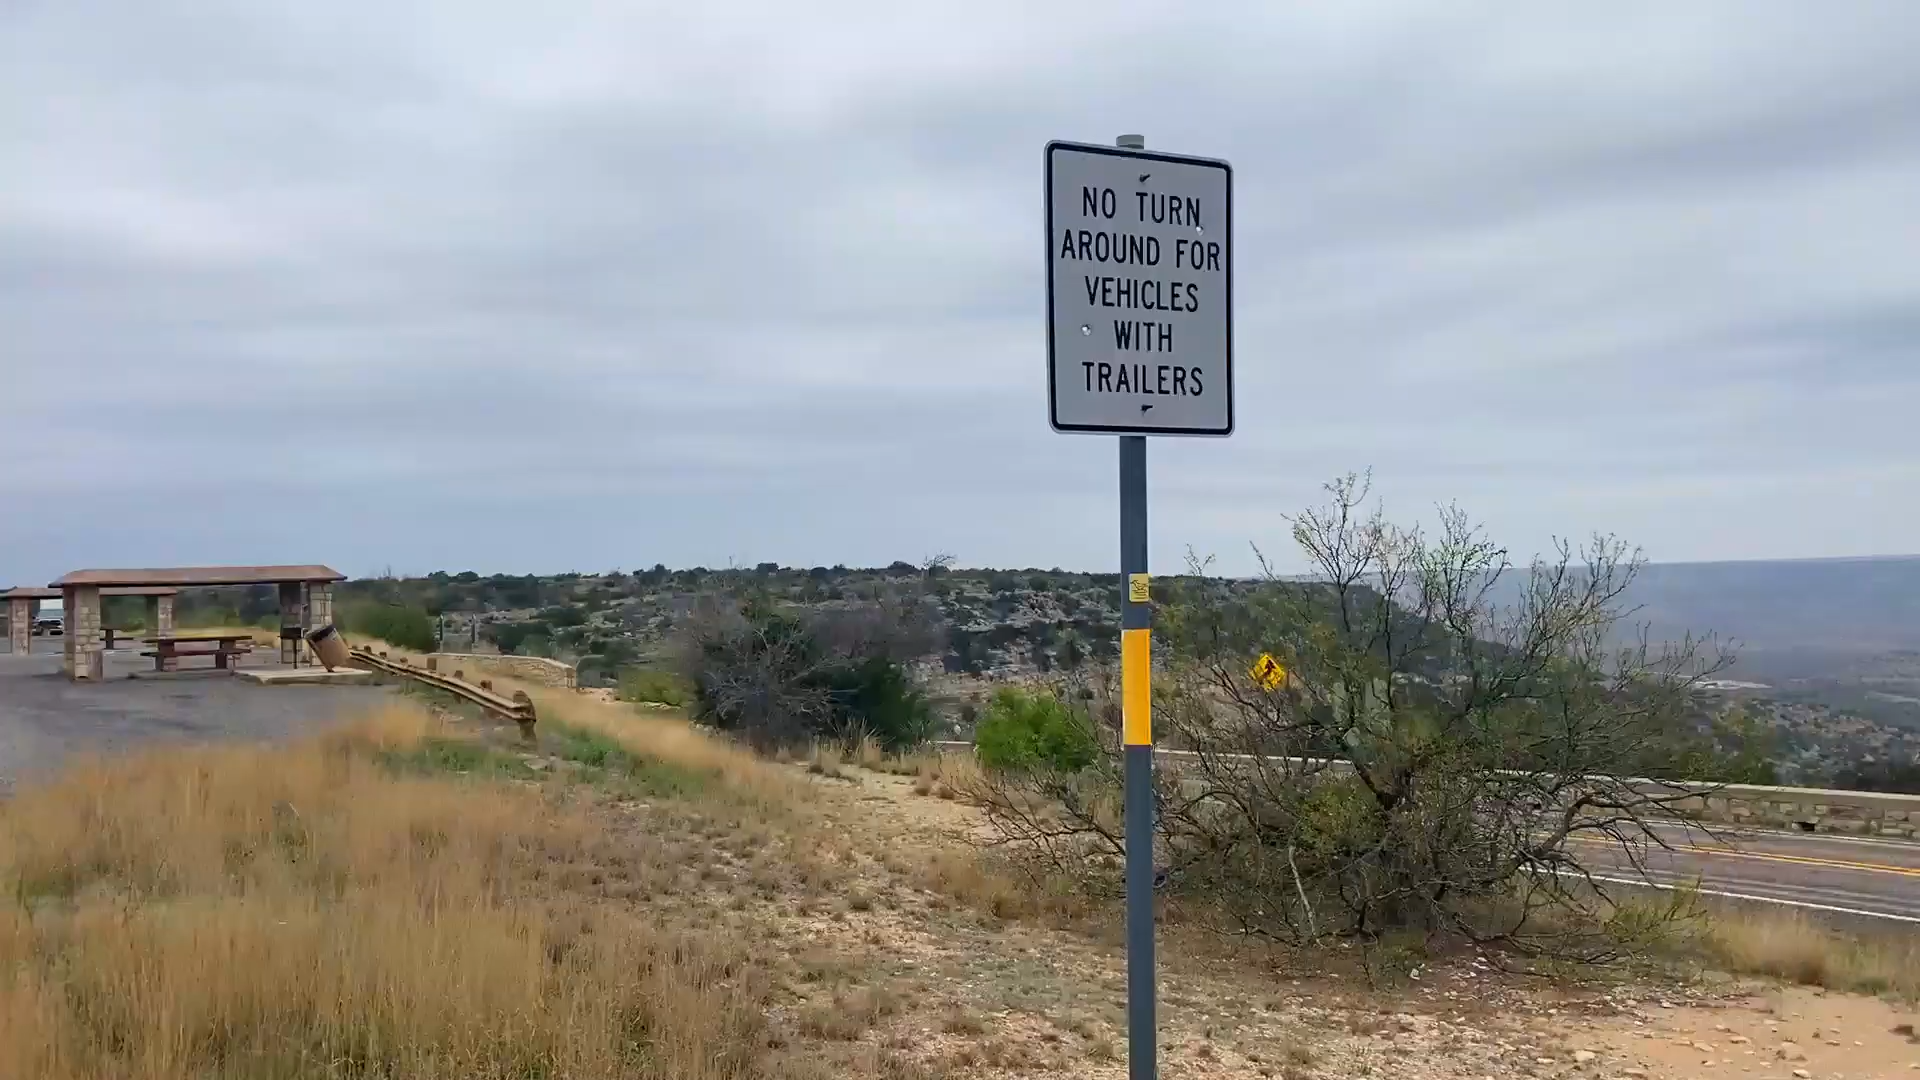 NO TURN
AROUND FOR
VEHICLES
WITH
TRAILERS